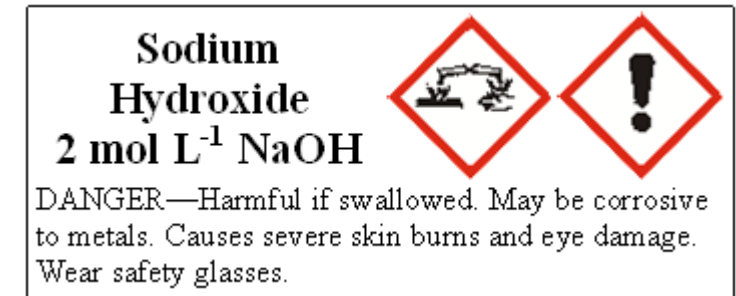 Sodium
Hydroxide
2 mol L⁻¹ NaOH
DANGER—Harmful if swallowed. May be corrosive
to metals. Causes severe skin burns and eye damage.
Wear safety glasses.